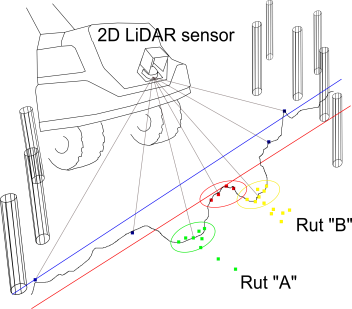 2D LiDAR sensor
Rut "B"
Rut "A"